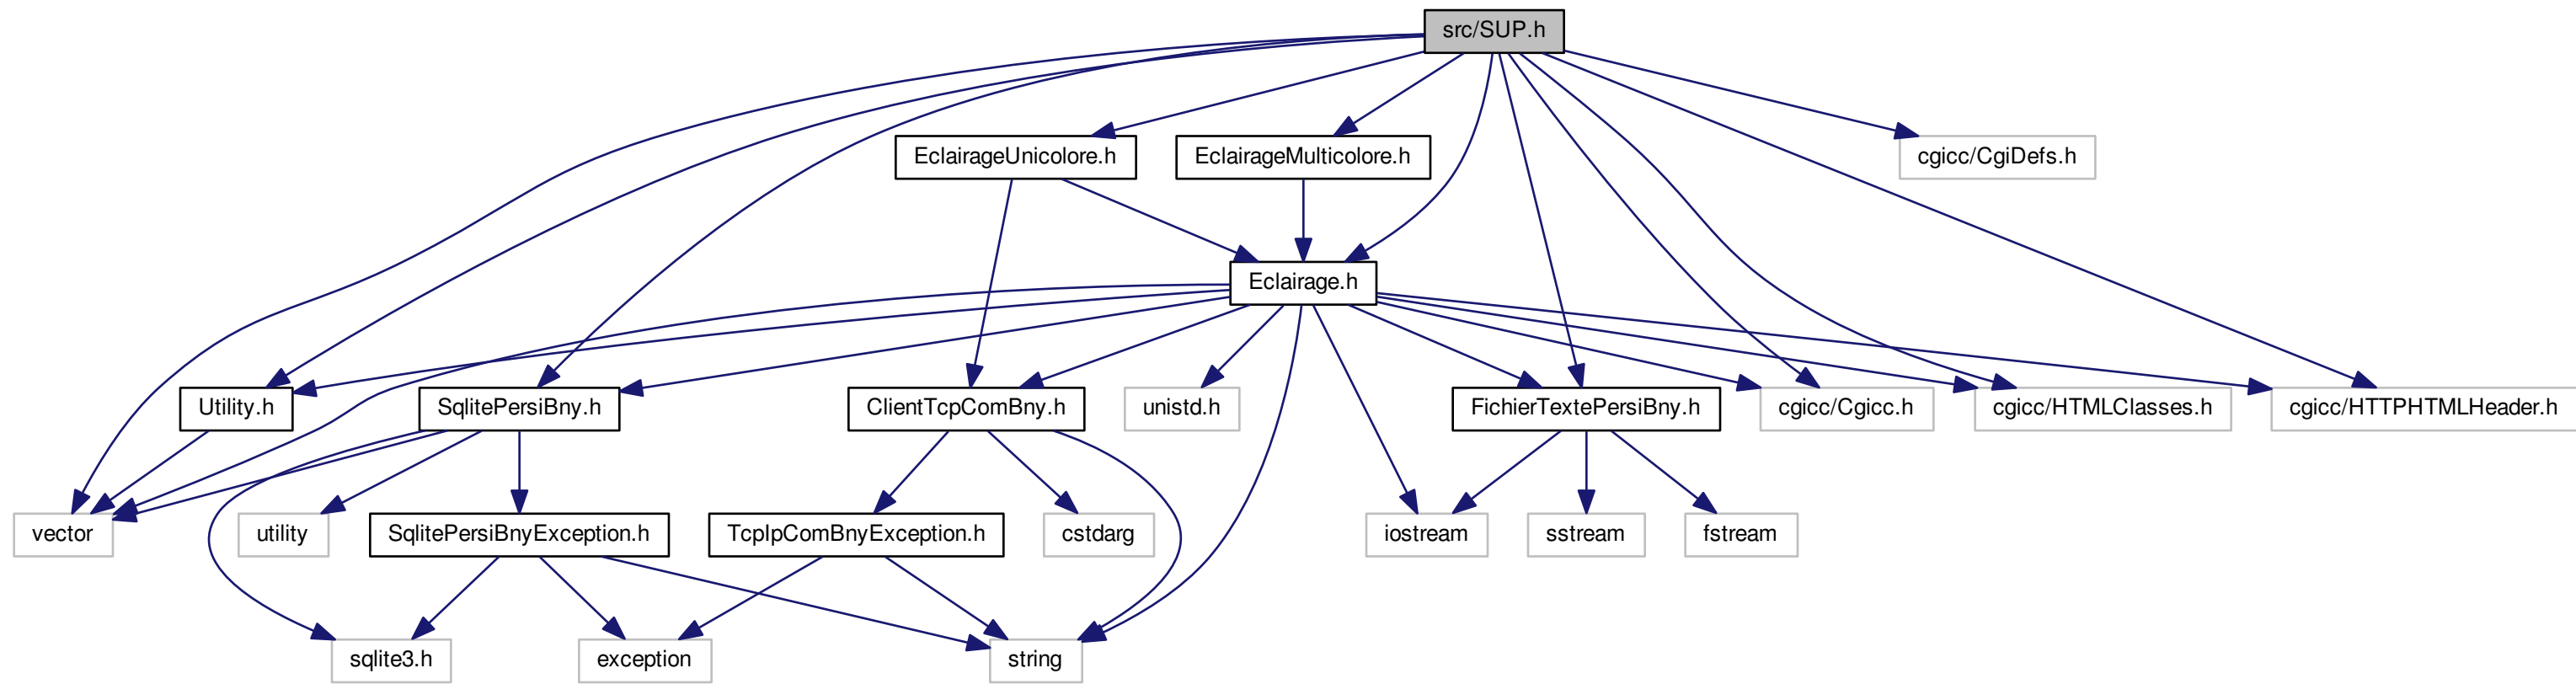 src/SUP.h
EclairageUnicolore.h
EclairageMulticolore.h
cgicc/CgiDefs.h
Eclairage.h
Utility.h
SqlitePersiBny.h
ClientTcpComBny.h
unistd.h
FichierTextePersiBny.h
cgicc/Cgicc.h
cgicc/HTMLClasses.h
cgicc/HTTPHTMLHeader.h
vector
utility
SqlitePersiBnyException.h
TcpIpComBnyException.h
cstdarg
iostream
sstream
fstream
sqlite3.h
exception
string